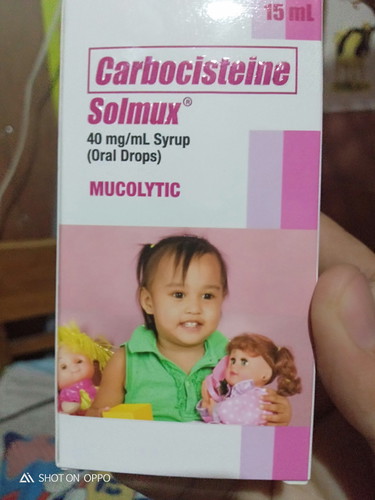 15 mL
Carbocisteine
Solmux®
40 mg/mL Syrup
(Oral Drops)
MUCOLYTIC
SHOT ON OPPO